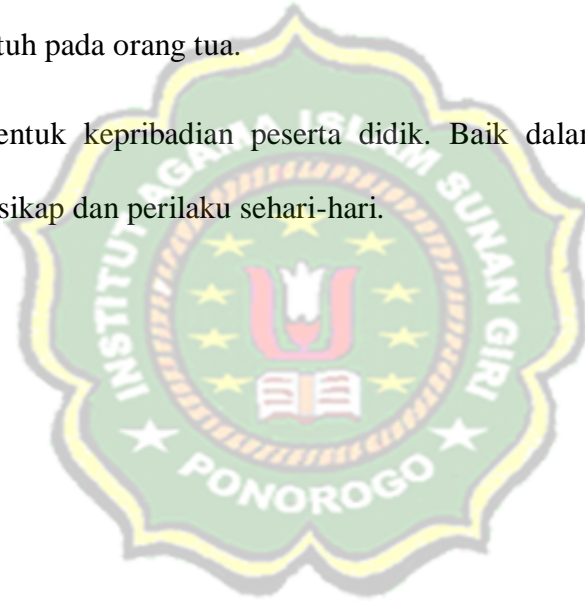 tuh pada orang tua.
entuk kepribadian peserta didik. Baik dalam
sikap dan perilaku sehari-hari.
INSTITUT AGAMA ISLAM SUNAN GIRI
PONOROGO